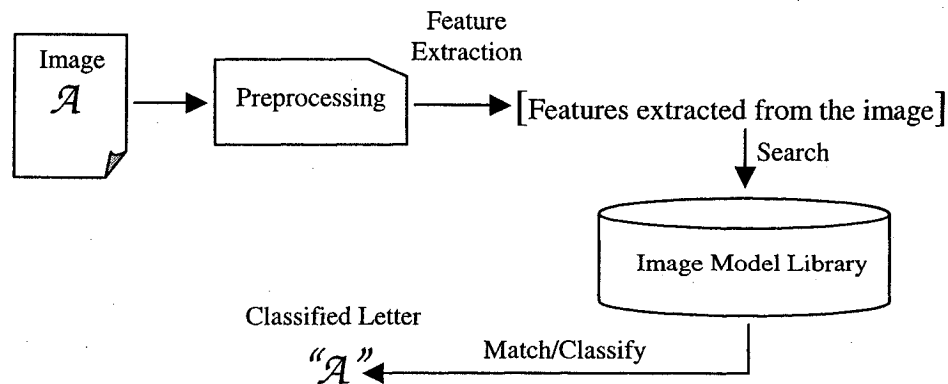 Image
𝒜
Preprocessing
Feature
Extraction
[Features extracted from the image]
Search
Image Model Library
Classified Letter
“𝒜”
Match/Classify